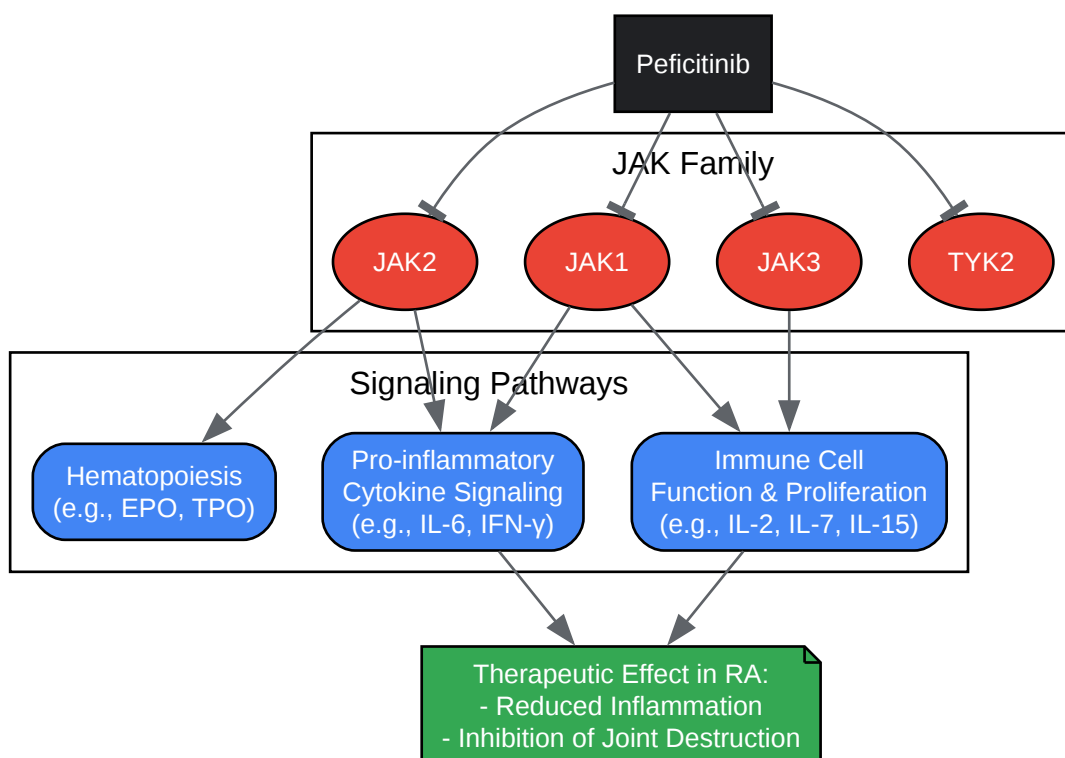 Peficitinib
JAK Family
JAK2
JAK1
JAK3
TYK2
Signaling Pathways
Hematopoiesis
(e.g., EPO, TPO)
Pro-inflammatory
Cytokine Signaling
(e.g., IL-6, IFN-γ)
Immune Cell
Function & Proliferation
(e.g., IL-2, IL-7, IL-15)
Therapeutic Effect in RA:
- Reduced Inflammation
- Inhibition of Joint Destruction